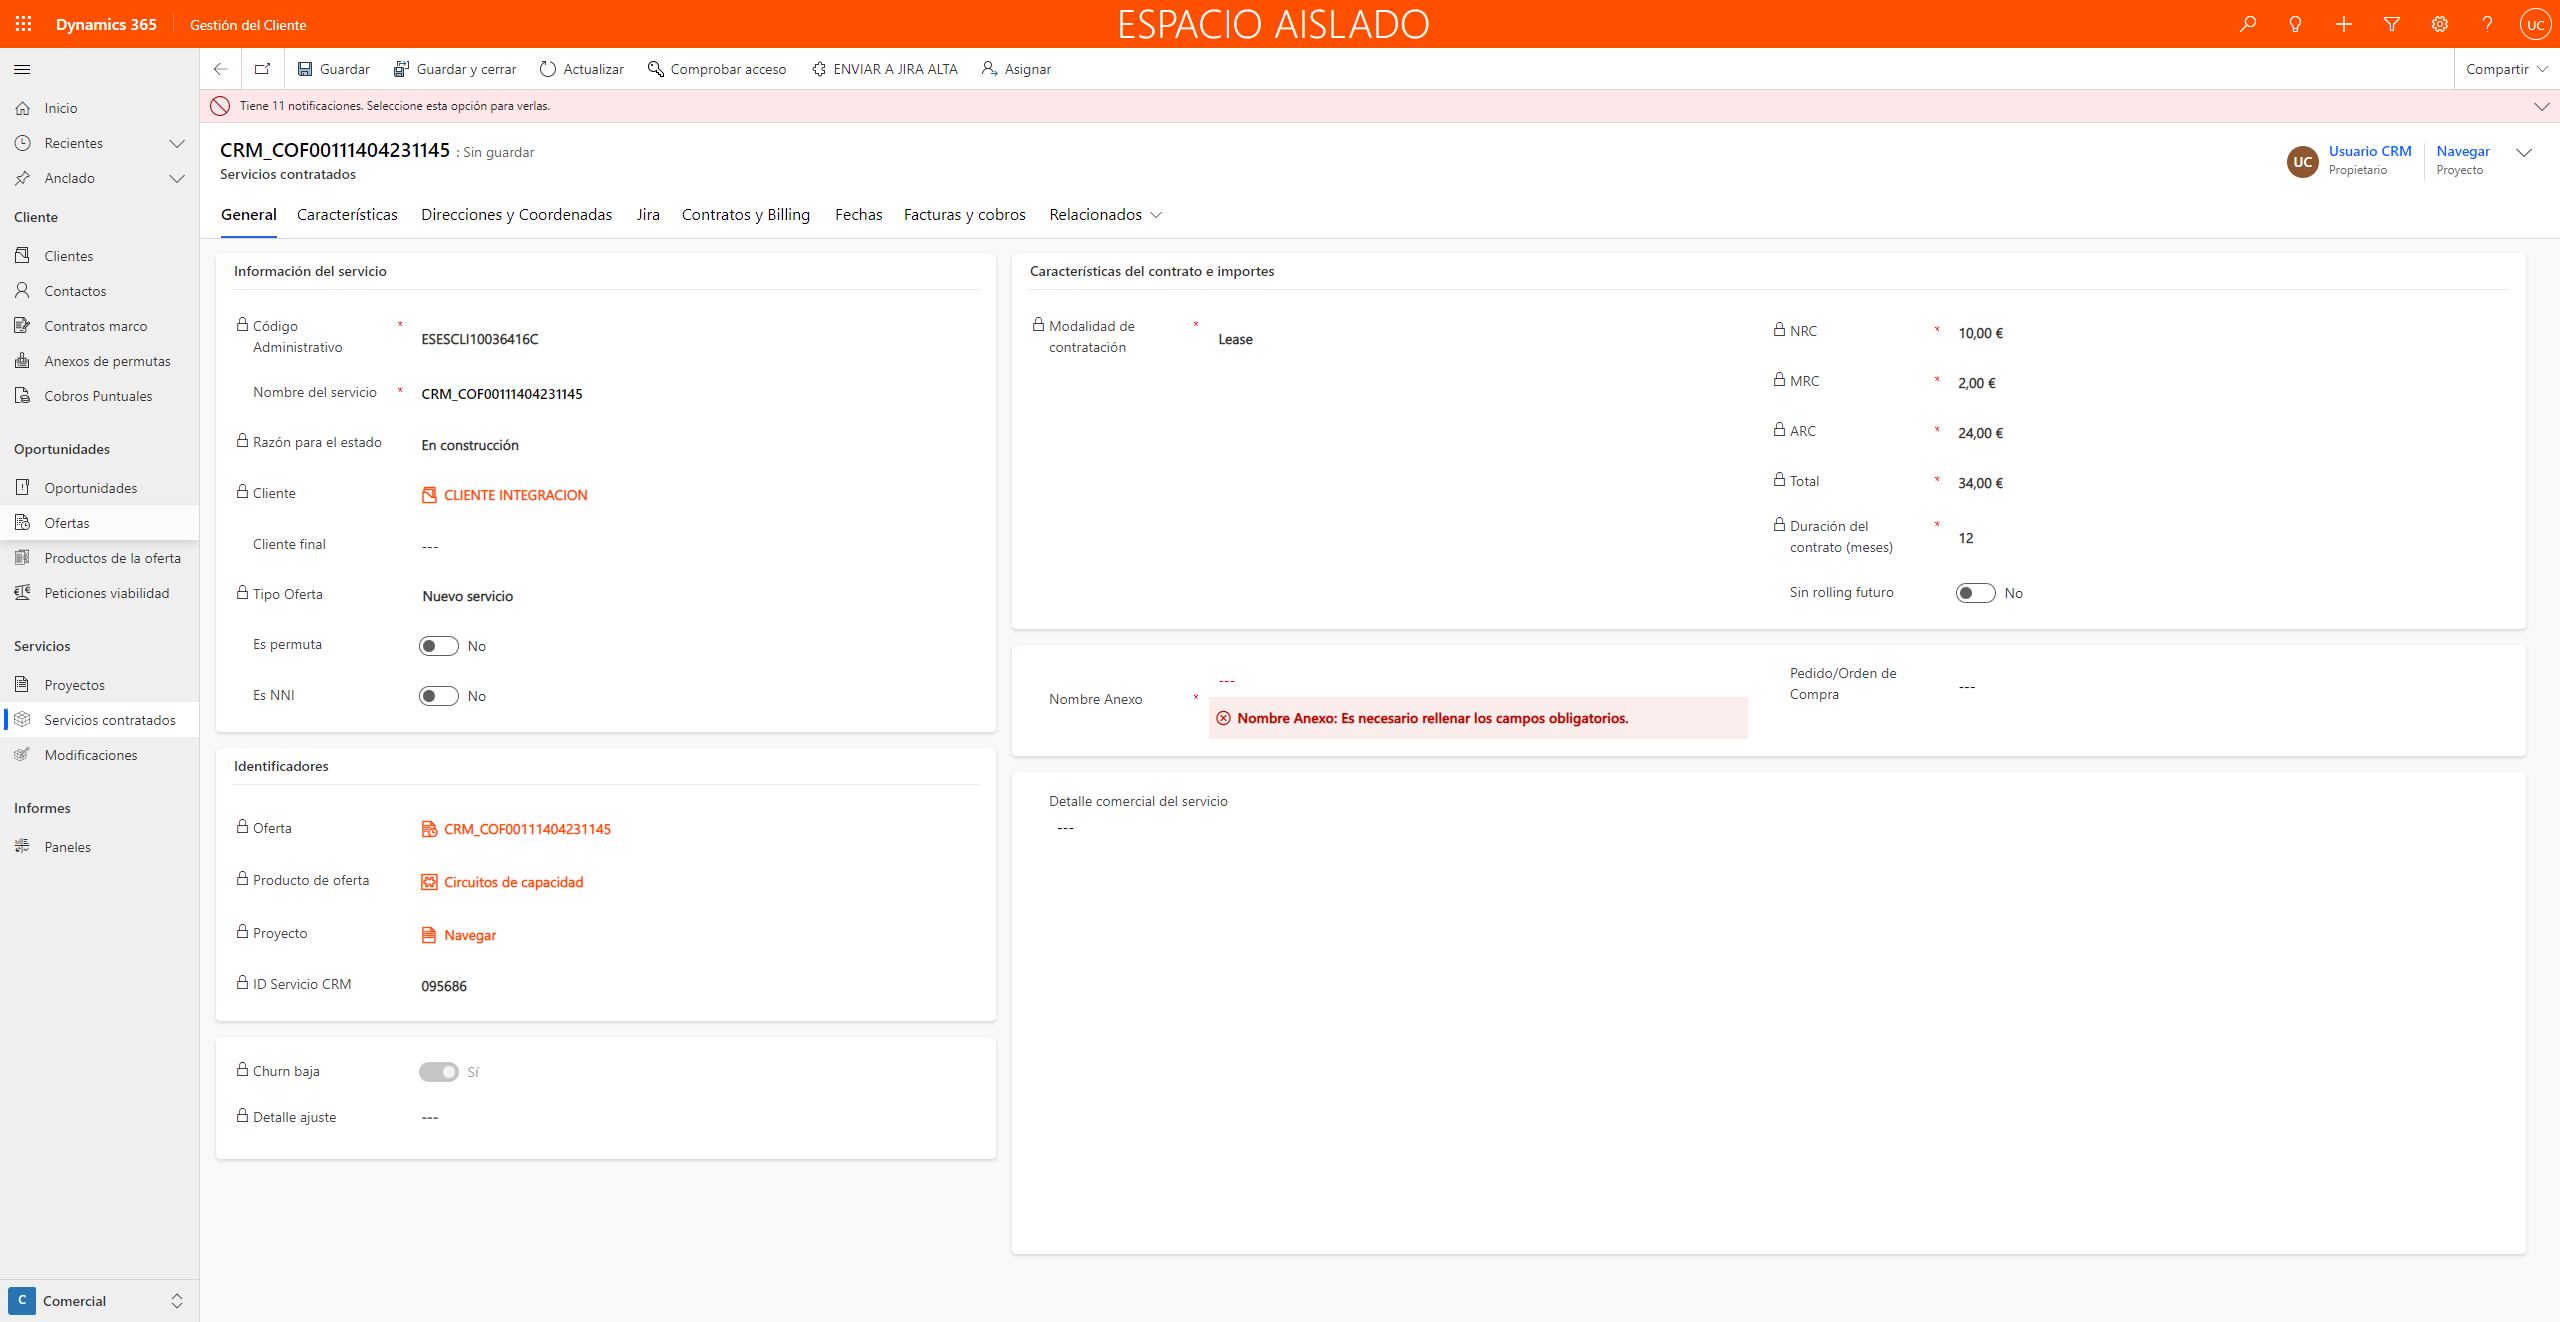 Dynamics 365
Gestión del Cliente
ESPACIO AISLADO
UC
Guardar
Guardar y cerrar
Actualizar
Comprobar acceso
ENVIAR A JIRA ALTA
Asignar
Compartir
Tiene 11 notificaciones. Seleccione esta opción para verlas.
Inicio
Recientes
Anclado
Cliente
Clientes
Contactos
Contratos marco
Anexos de permutas
Cobros Puntuales
Oportunidades
Oportunidades
Ofertas
Productos de la oferta
Peticiones viabilidad
Servicios
Proyectos
Servicios contratados
Modificaciones
Informes
Paneles
C
Comercial
CRM_COF00111404231145 : Sin guardar
Servicios contratados
UC
Usuario CRM
Propietario
Navegar
Proyecto
General
Características
Direcciones y Coordenadas
Jira
Contratos y Billing
Fechas
Facturas y cobros
Relacionados
Información del servicio
Código
Administrativo
*
ESESCLI10036416C
Nombre del servicio * CRM_COF00111404231145
Razón para el estado En construcción
Cliente CLIENTE INTEGRACION
Cliente final ---
Tipo Oferta Nuevo servicio
Es permuta No
Es NNI No
Identificadores
Oferta CRM_COF00111404231145
Producto de oferta Circuitos de capacidad
Proyecto Navegar
ID Servicio CRM 095686
Churn baja Sí
Detalle ajuste ---
Características del contrato e importes
Modalidad de
contratación
*
Lease
NRC * 10,00 €
MRC * 2,00 €
ARC * 24,00 €
Total * 34,00 €
Duración del
contrato (meses)
*
12
Sin rolling futuro No
Nombre Anexo *
---
Nombre Anexo: Es necesario rellenar los campos obligatorios.
Pedido/Orden de
Compra
---
Detalle comercial del servicio
---